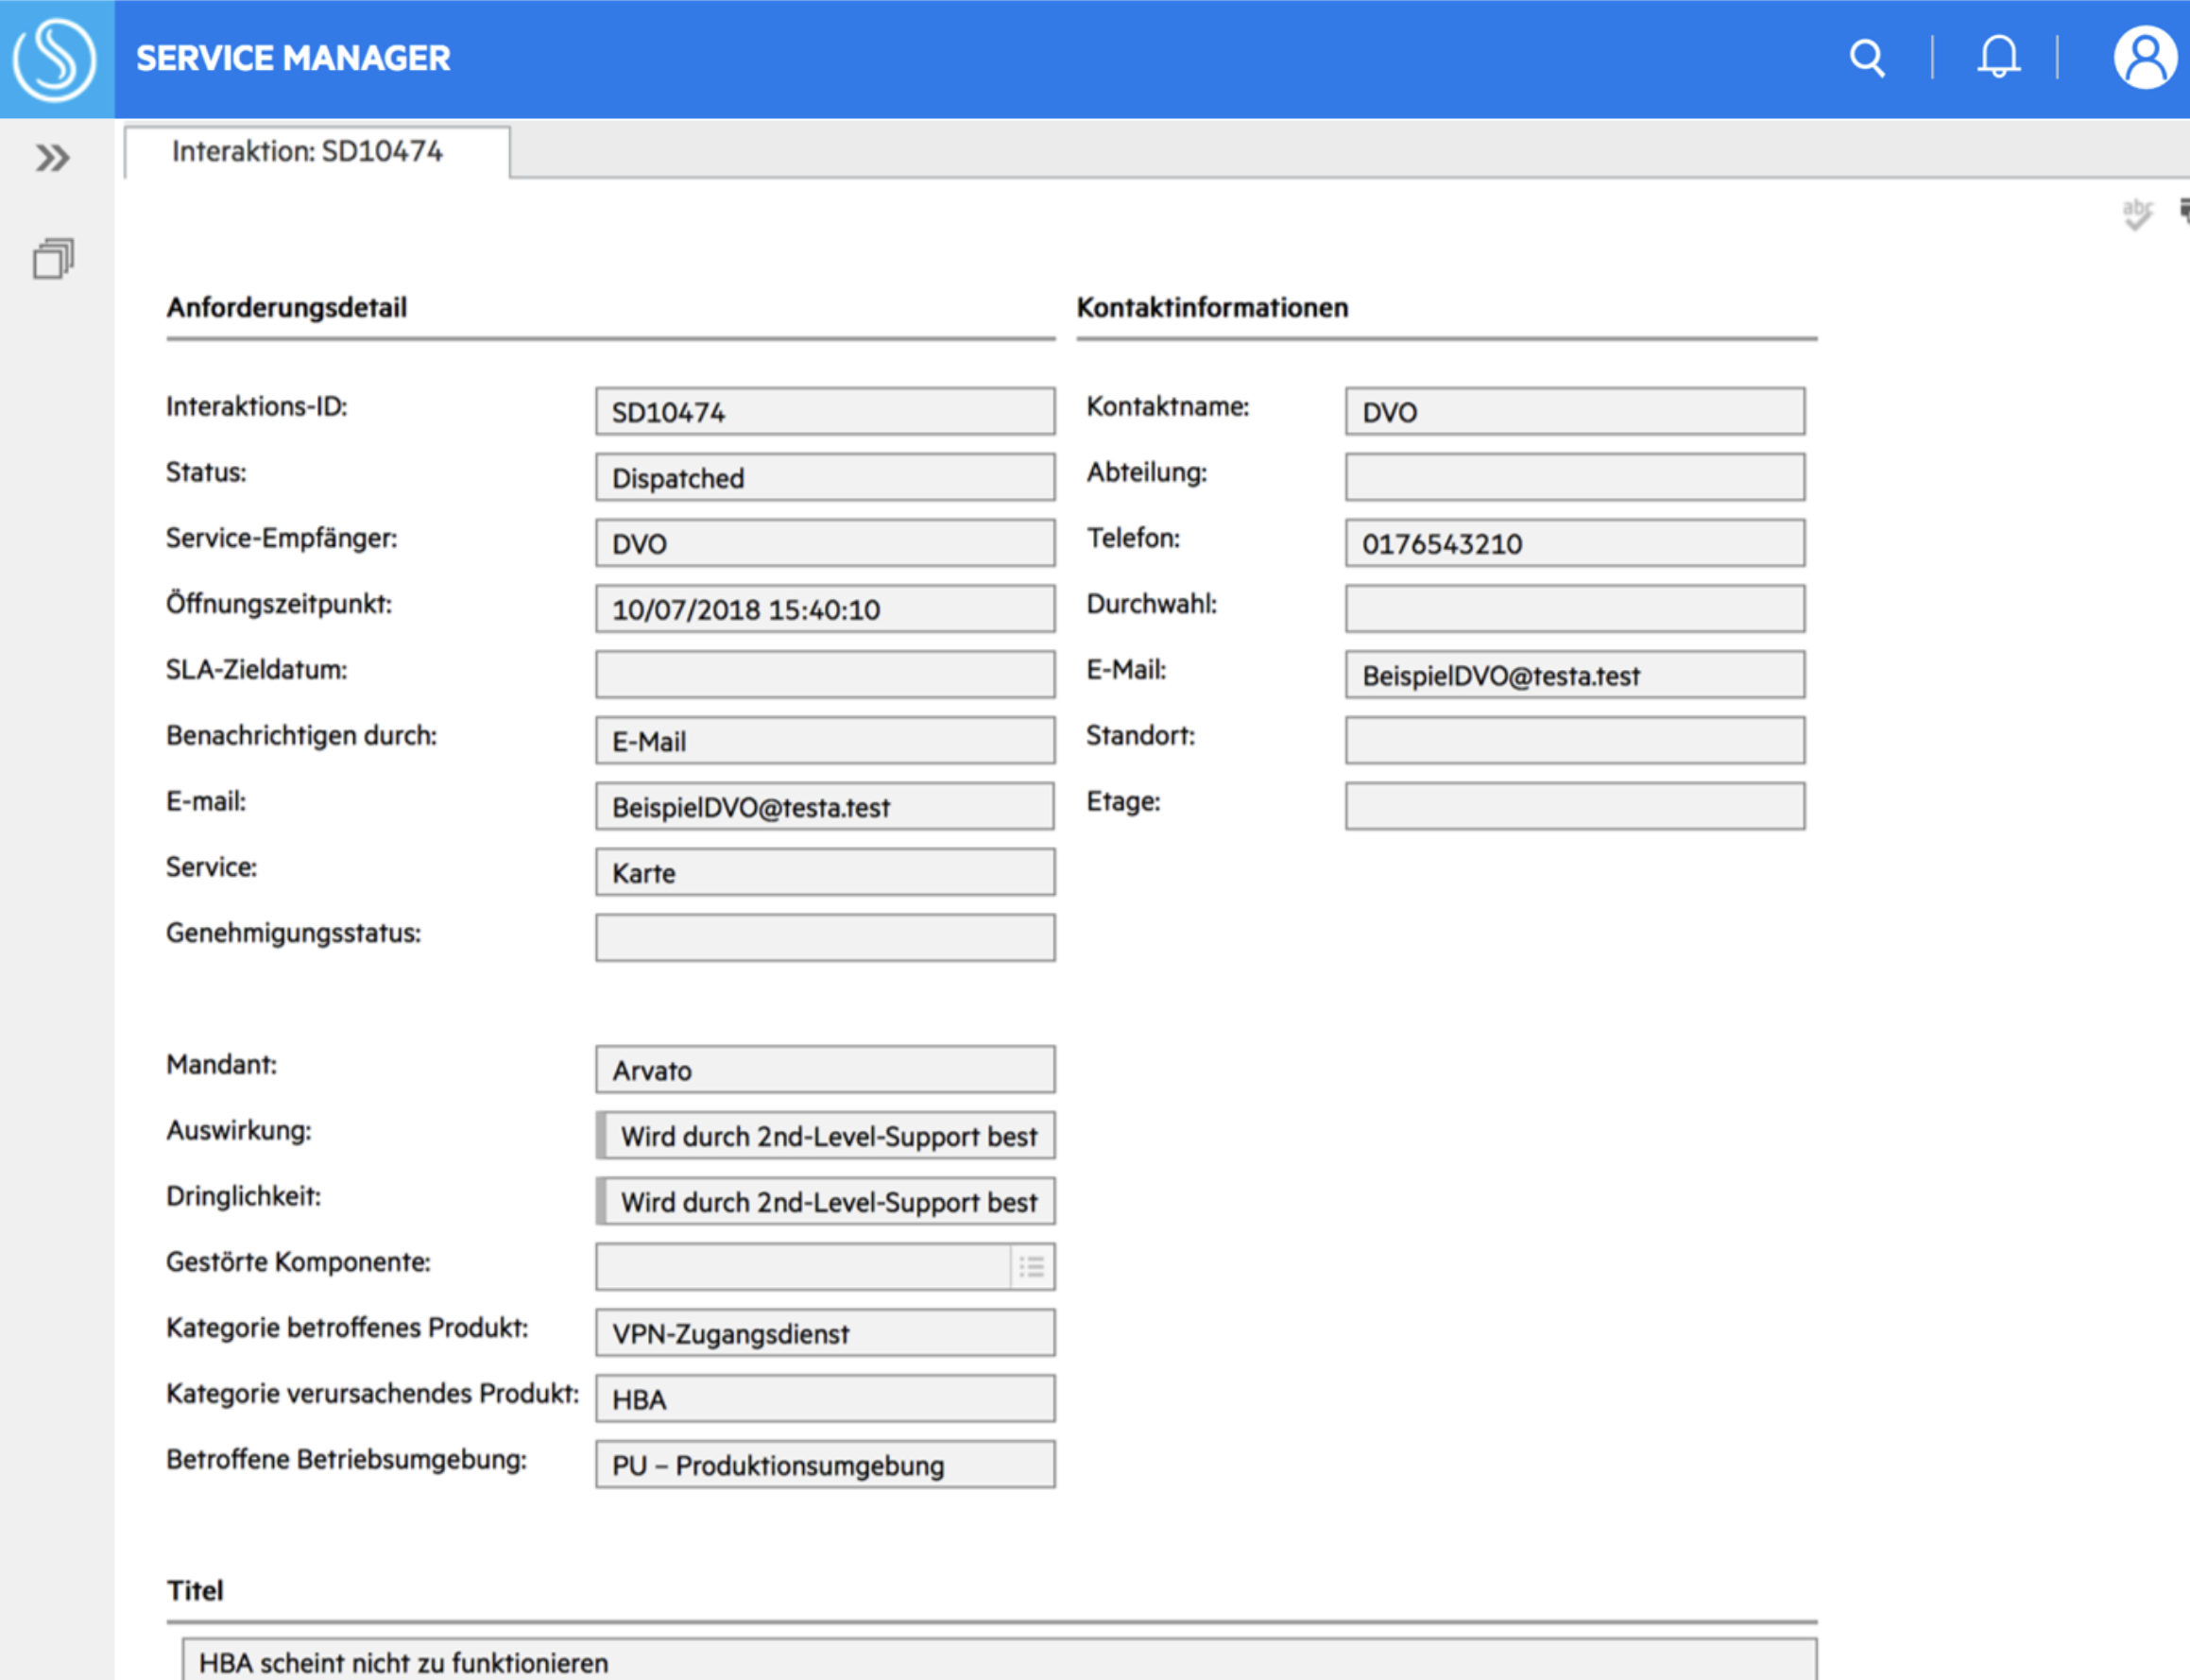 SERVICE MANAGER
Interaktion: SD10474
abc
Anforderungsdetail
Interaktions-ID: SD10474
Status: Dispatched
Service-Empfänger: DVO
Öffnungszeitpunkt: 10/07/2018 15:40:10
SLA-Zieldatum:
Benachrichtigen durch: E-Mail
E-mail: BeispielDVO@testa.test
Service: Karte
Genehmigungsstatus:
Mandant: Arvato
Auswirkung: Wird durch 2nd-Level-Support best
Dringlichkeit: Wird durch 2nd-Level-Support best
Gestörte Komponente:
Kategorie betroffenes Produkt: VPN-Zugangsdienst
Kategorie verursachendes Produkt: HBA
Betroffene Betriebsumgebung: PU – Produktionsumgebung
Kontaktinformationen
Kontaktname: DVO
Abteilung:
Telefon: 0176543210
Durchwahl:
E-Mail: BeispielDVO@testa.test
Standort:
Etage:
Titel
HBA scheint nicht zu funktionieren